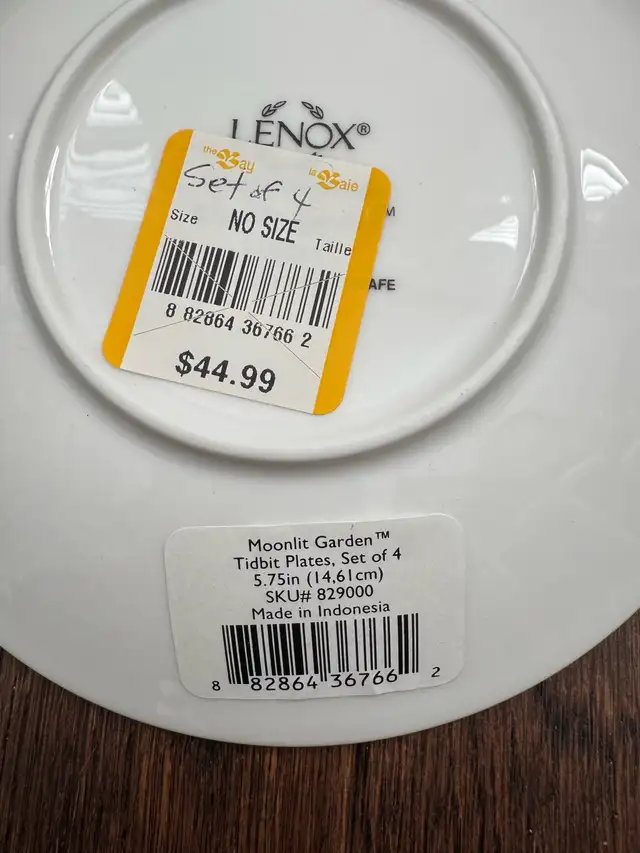 LENOX®
the Bay
la Baie
Set of 4
Size NO SIZE Taille
M
AFE
8 82864 36766 2
$44.99
Moonlit Garden™
Tidbit Plates, Set of 4
5.75in (14,61cm)
SKU# 829000
Made in Indonesia
8 82864 36766 2